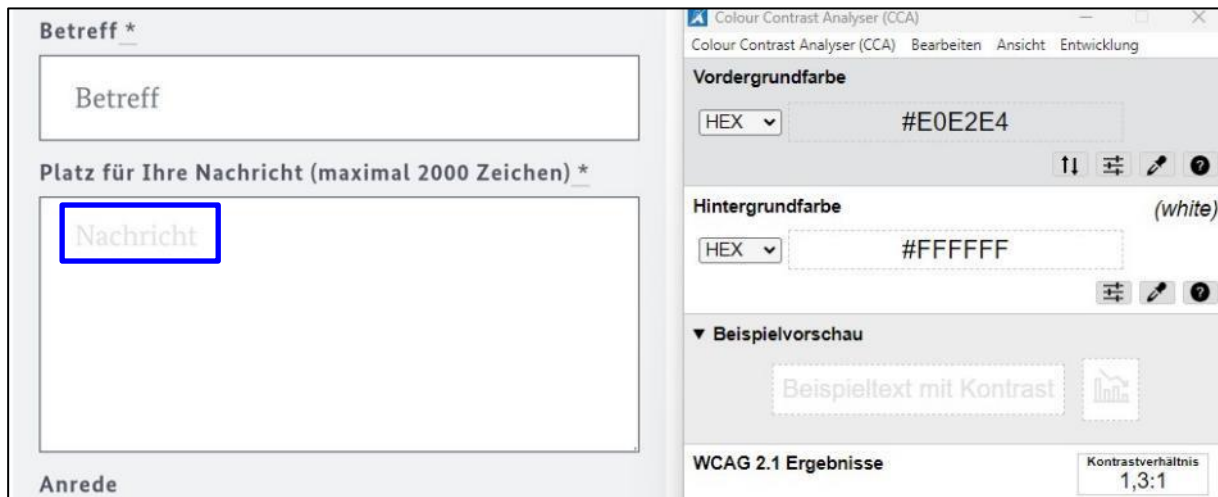 Betreff *
Betreff
Platz für Ihre Nachricht (maximal 2000 Zeichen) *
Nachricht
Anrede
Colour Contrast Analyser (CCA)
Colour Contrast Analyser (CCA) Bearbeiten Ansicht Entwicklung
Vordergrundfarbe
HEX #E0E2E4
Hintergrundfarbe (white)
HEX #FFFFFF
▼ Beispielvorschau
Beispieltext mit Kontrast
WCAG 2.1 Ergebnisse
Kontrastverhältnis
1,3:1